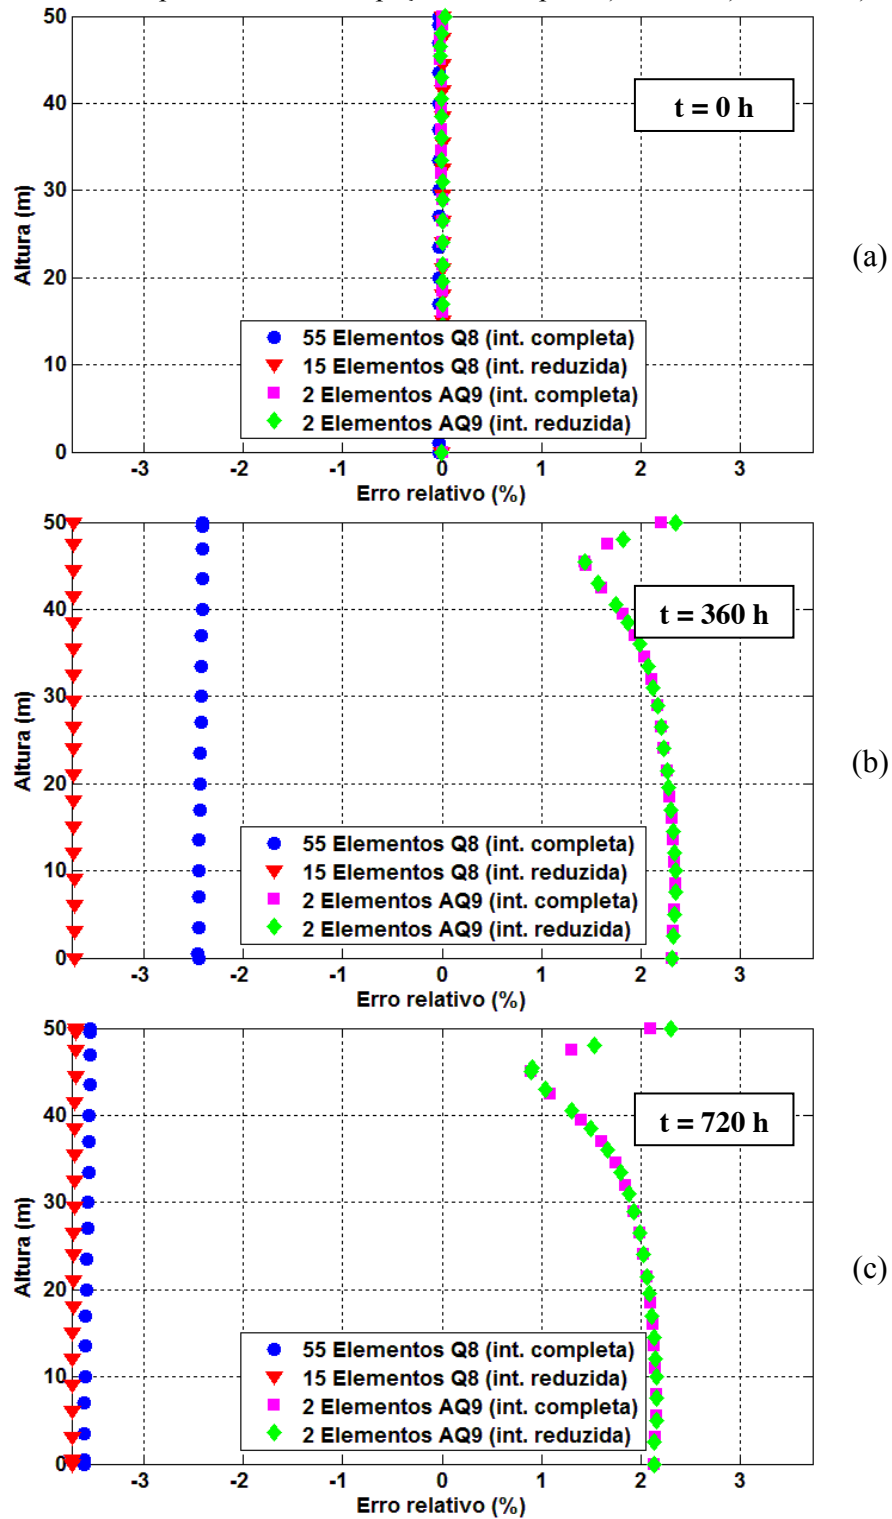 50
40
30
20
10
0
Altura (m)
t = 0 h
(a)
55 Elementos Q8 (int. completa)
15 Elementos Q8 (int. reduzida)
2 Elementos AQ9 (int. completa)
2 Elementos AQ9 (int. reduzida)
-3 -2 -1 0 1 2 3
Erro relativo (%)
50
40
30
20
10
0
Altura (m)
t = 360 h
(b)
55 Elementos Q8 (int. completa)
15 Elementos Q8 (int. reduzida)
2 Elementos AQ9 (int. completa)
2 Elementos AQ9 (int. reduzida)
-3 -2 -1 0 1 2 3
Erro relativo (%)
50
40
30
20
10
0
Altura (m)
t = 720 h
(c)
55 Elementos Q8 (int. completa)
15 Elementos Q8 (int. reduzida)
2 Elementos AQ9 (int. completa)
2 Elementos AQ9 (int. reduzida)
-3 -2 -1 0 1 2 3
Erro relativo (%)